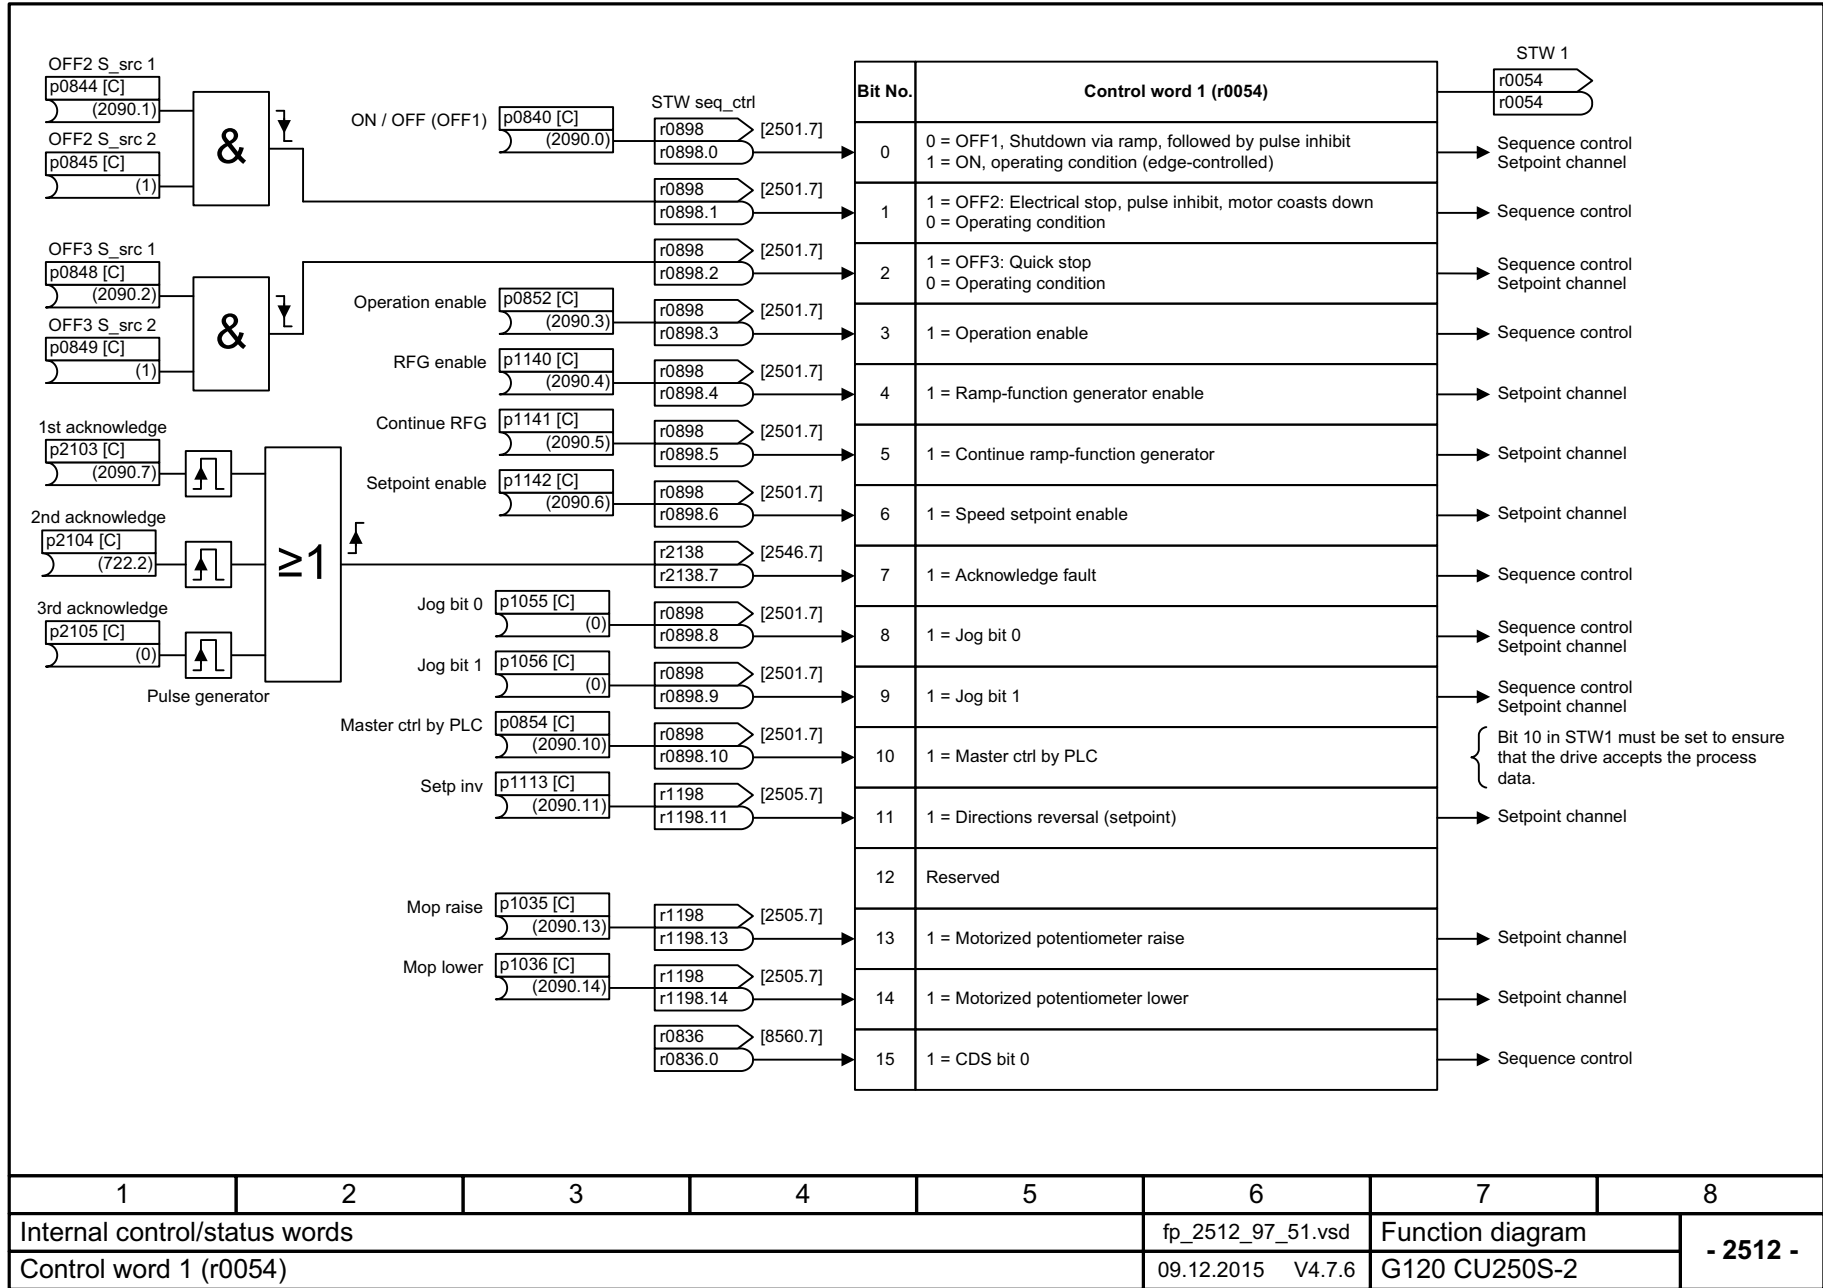 OFF2 S_src 1
p0844 [C]
(2090.1)
OFF2 S_src 2
p0845 [C]
(1)
&
OFF3 S_src 1
p0848 [C]
(2090.2)
OFF3 S_src 2
p0849 [C]
(1)
&
1st acknowledge
p2103 [C]
(2090.7)
2nd acknowledge
p2104 [C]
(722.2)
3rd acknowledge
p2105 [C]
(0)
Pulse generator
≥1
ON / OFF (OFF1)
p0840 [C]
(2090.0)
Operation enable
p0852 [C]
(2090.3)
RFG enable
p1140 [C]
(2090.4)
Continue RFG
p1141 [C]
(2090.5)
Setpoint enable
p1142 [C]
(2090.6)
Jog bit 0
p1055 [C]
(0)
Jog bit 1
p1056 [C]
(0)
Master ctrl by PLC
p0854 [C]
(2090.10)
Setp inv
p1113 [C]
(2090.11)
Mop raise
p1035 [C]
(2090.13)
Mop lower
p1036 [C]
(2090.14)
STW seq_ctrl
r0898 [2501.7]
r0898.0
r0898 [2501.7]
r0898.1
r0898 [2501.7]
r0898.2
r0898 [2501.7]
r0898.3
r0898 [2501.7]
r0898.4
r0898 [2501.7]
r0898.5
r0898 [2501.7]
r0898.6
r2138 [2546.7]
r2138.7
r0898 [2501.7]
r0898.8
r0898 [2501.7]
r0898.9
r0898 [2501.7]
r0898.10
r1198 [2505.7]
r1198.11
r1198 [2505.7]
r1198.13
r1198 [2505.7]
r1198.14
r0836 [8560.7]
r0836.0
Bit No. Control word 1 (r0054)
0 0 = OFF1, Shutdown via ramp, followed by pulse inhibit
1 = ON, operating condition (edge-controlled)
1 1 = OFF2: Electrical stop, pulse inhibit, motor coasts down
0 = Operating condition
2 1 = OFF3: Quick stop
0 = Operating condition
3 1 = Operation enable
4 1 = Ramp-function generator enable
5 1 = Continue ramp-function generator
6 1 = Speed setpoint enable
7 1 = Acknowledge fault
8 1 = Jog bit 0
9 1 = Jog bit 1
10 1 = Master ctrl by PLC
11 1 = Directions reversal (setpoint)
12 Reserved
13 1 = Motorized potentiometer raise
14 1 = Motorized potentiometer lower
15 1 = CDS bit 0
STW 1
r0054
r0054
Sequence control
Setpoint channel
Sequence control
Sequence control
Setpoint channel
Sequence control
Setpoint channel
Setpoint channel
Setpoint channel
Sequence control
Sequence control
Setpoint channel
Sequence control
Setpoint channel
Bit 10 in STW1 must be set to ensure
that the drive accepts the process
data.
Setpoint channel
Setpoint channel
Setpoint channel
Sequence control
1 2 3 4 5 6 7 8
Internal control/status words fp_2512_97_51.vsd Function diagram
- 2512 -
Control word 1 (r0054) 09.12.2015 V4.7.6 G120 CU250S-2